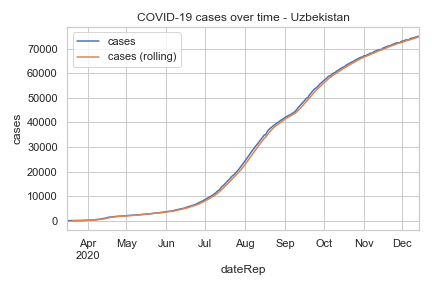 COVID-19 cases over time - Uzbekistan
cases
cases (rolling)
70000
60000
50000
40000
30000
20000
10000
0
cases
Apr
2020
May
Jun
Jul
Aug
Sep
Oct
Nov
Dec
dateRep